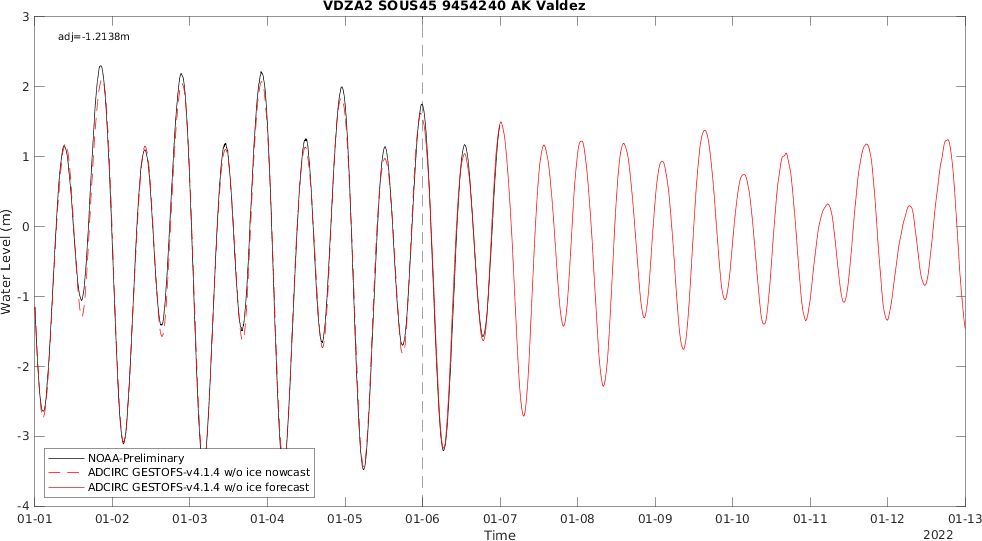 VDZA2 SOUS45 9454240 AK Valdez
adj=-1.2138m
Water Level (m)
3
2
1
0
-1
-2
-3
-4
NOAA-Preliminary
ADCIRC GESTOFS-v4.1.4 w/o ice nowcast
ADCIRC GESTOFS-v4.1.4 w/o ice forecast
01-01 01-02 01-03 01-04 01-05 01-06 01-07 01-08 01-09 01-10 01-11 01-12 01-13
Time
2022